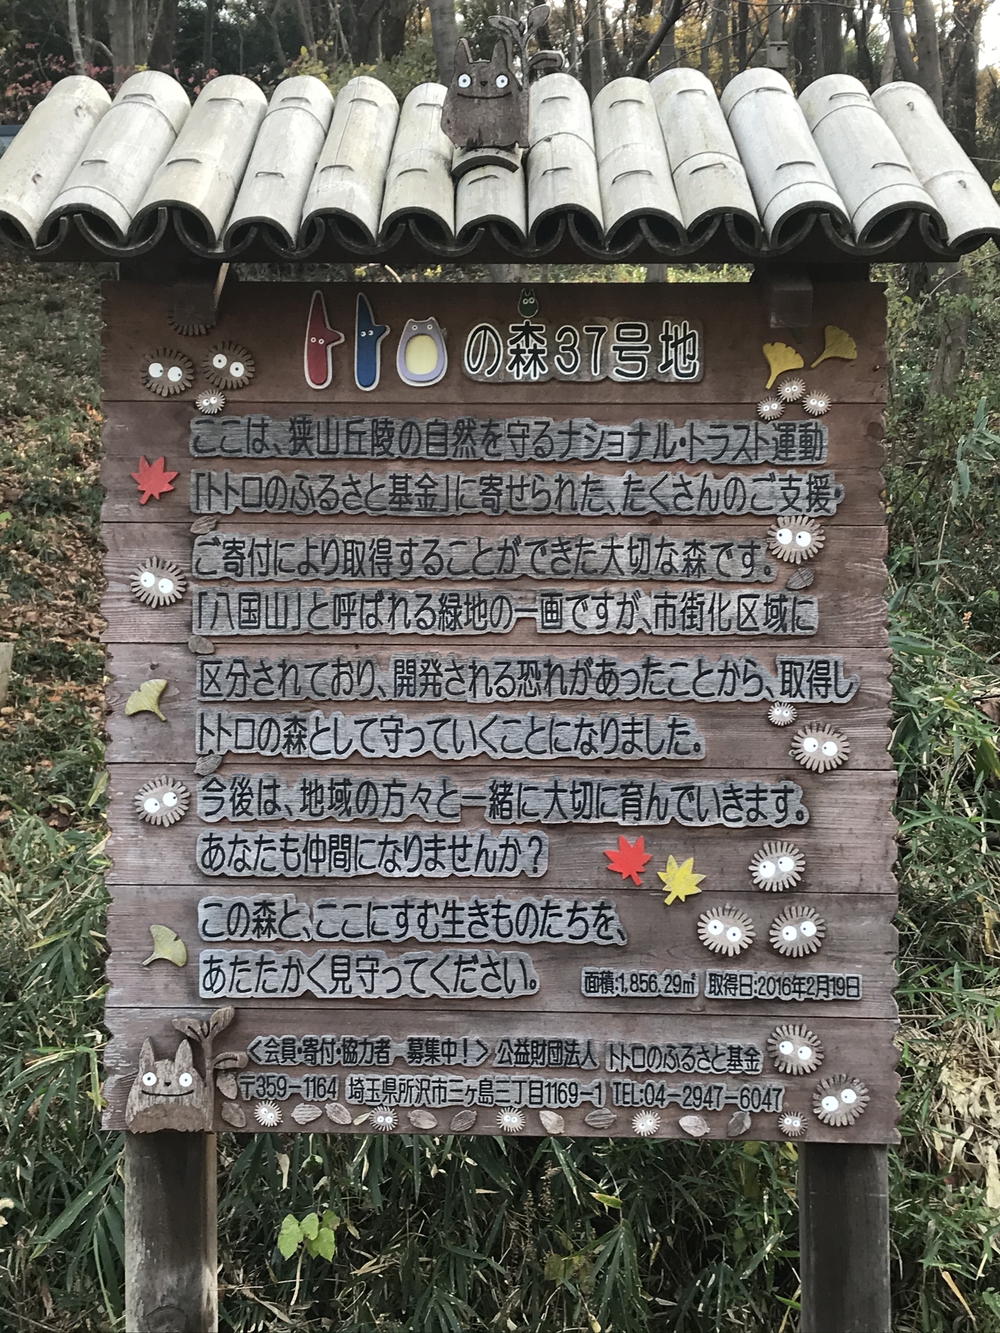 トトロの森37号地
ここは、狭山丘陵の自然を守るナショナル・トラスト運動
「トトロのふるさと基金」に寄せられた、たくさんのご支援・
ご寄付により取得することができた大切な森です。
「八国山」と呼ばれる緑地の一画ですが、市街化区域に
区分されており、開発される恐れがあったことから、取得し
トトロの森として守っていくことになりました。
今後は、地域の方々と一緒に大切に育んでいきます。
あなたも仲間になりませんか？
この森と、ここにすむ生きものたちを、
あたたかく見守ってください。
面積:1,856.29㎡ 取得日:2016年2月19日
<会員・寄付・協力者 募集中！> 公益財団法人 トトロのふるさと基金
〒359-1164 埼玉県所沢市三ヶ島三丁目1169-1 TEL:04-2947-6047